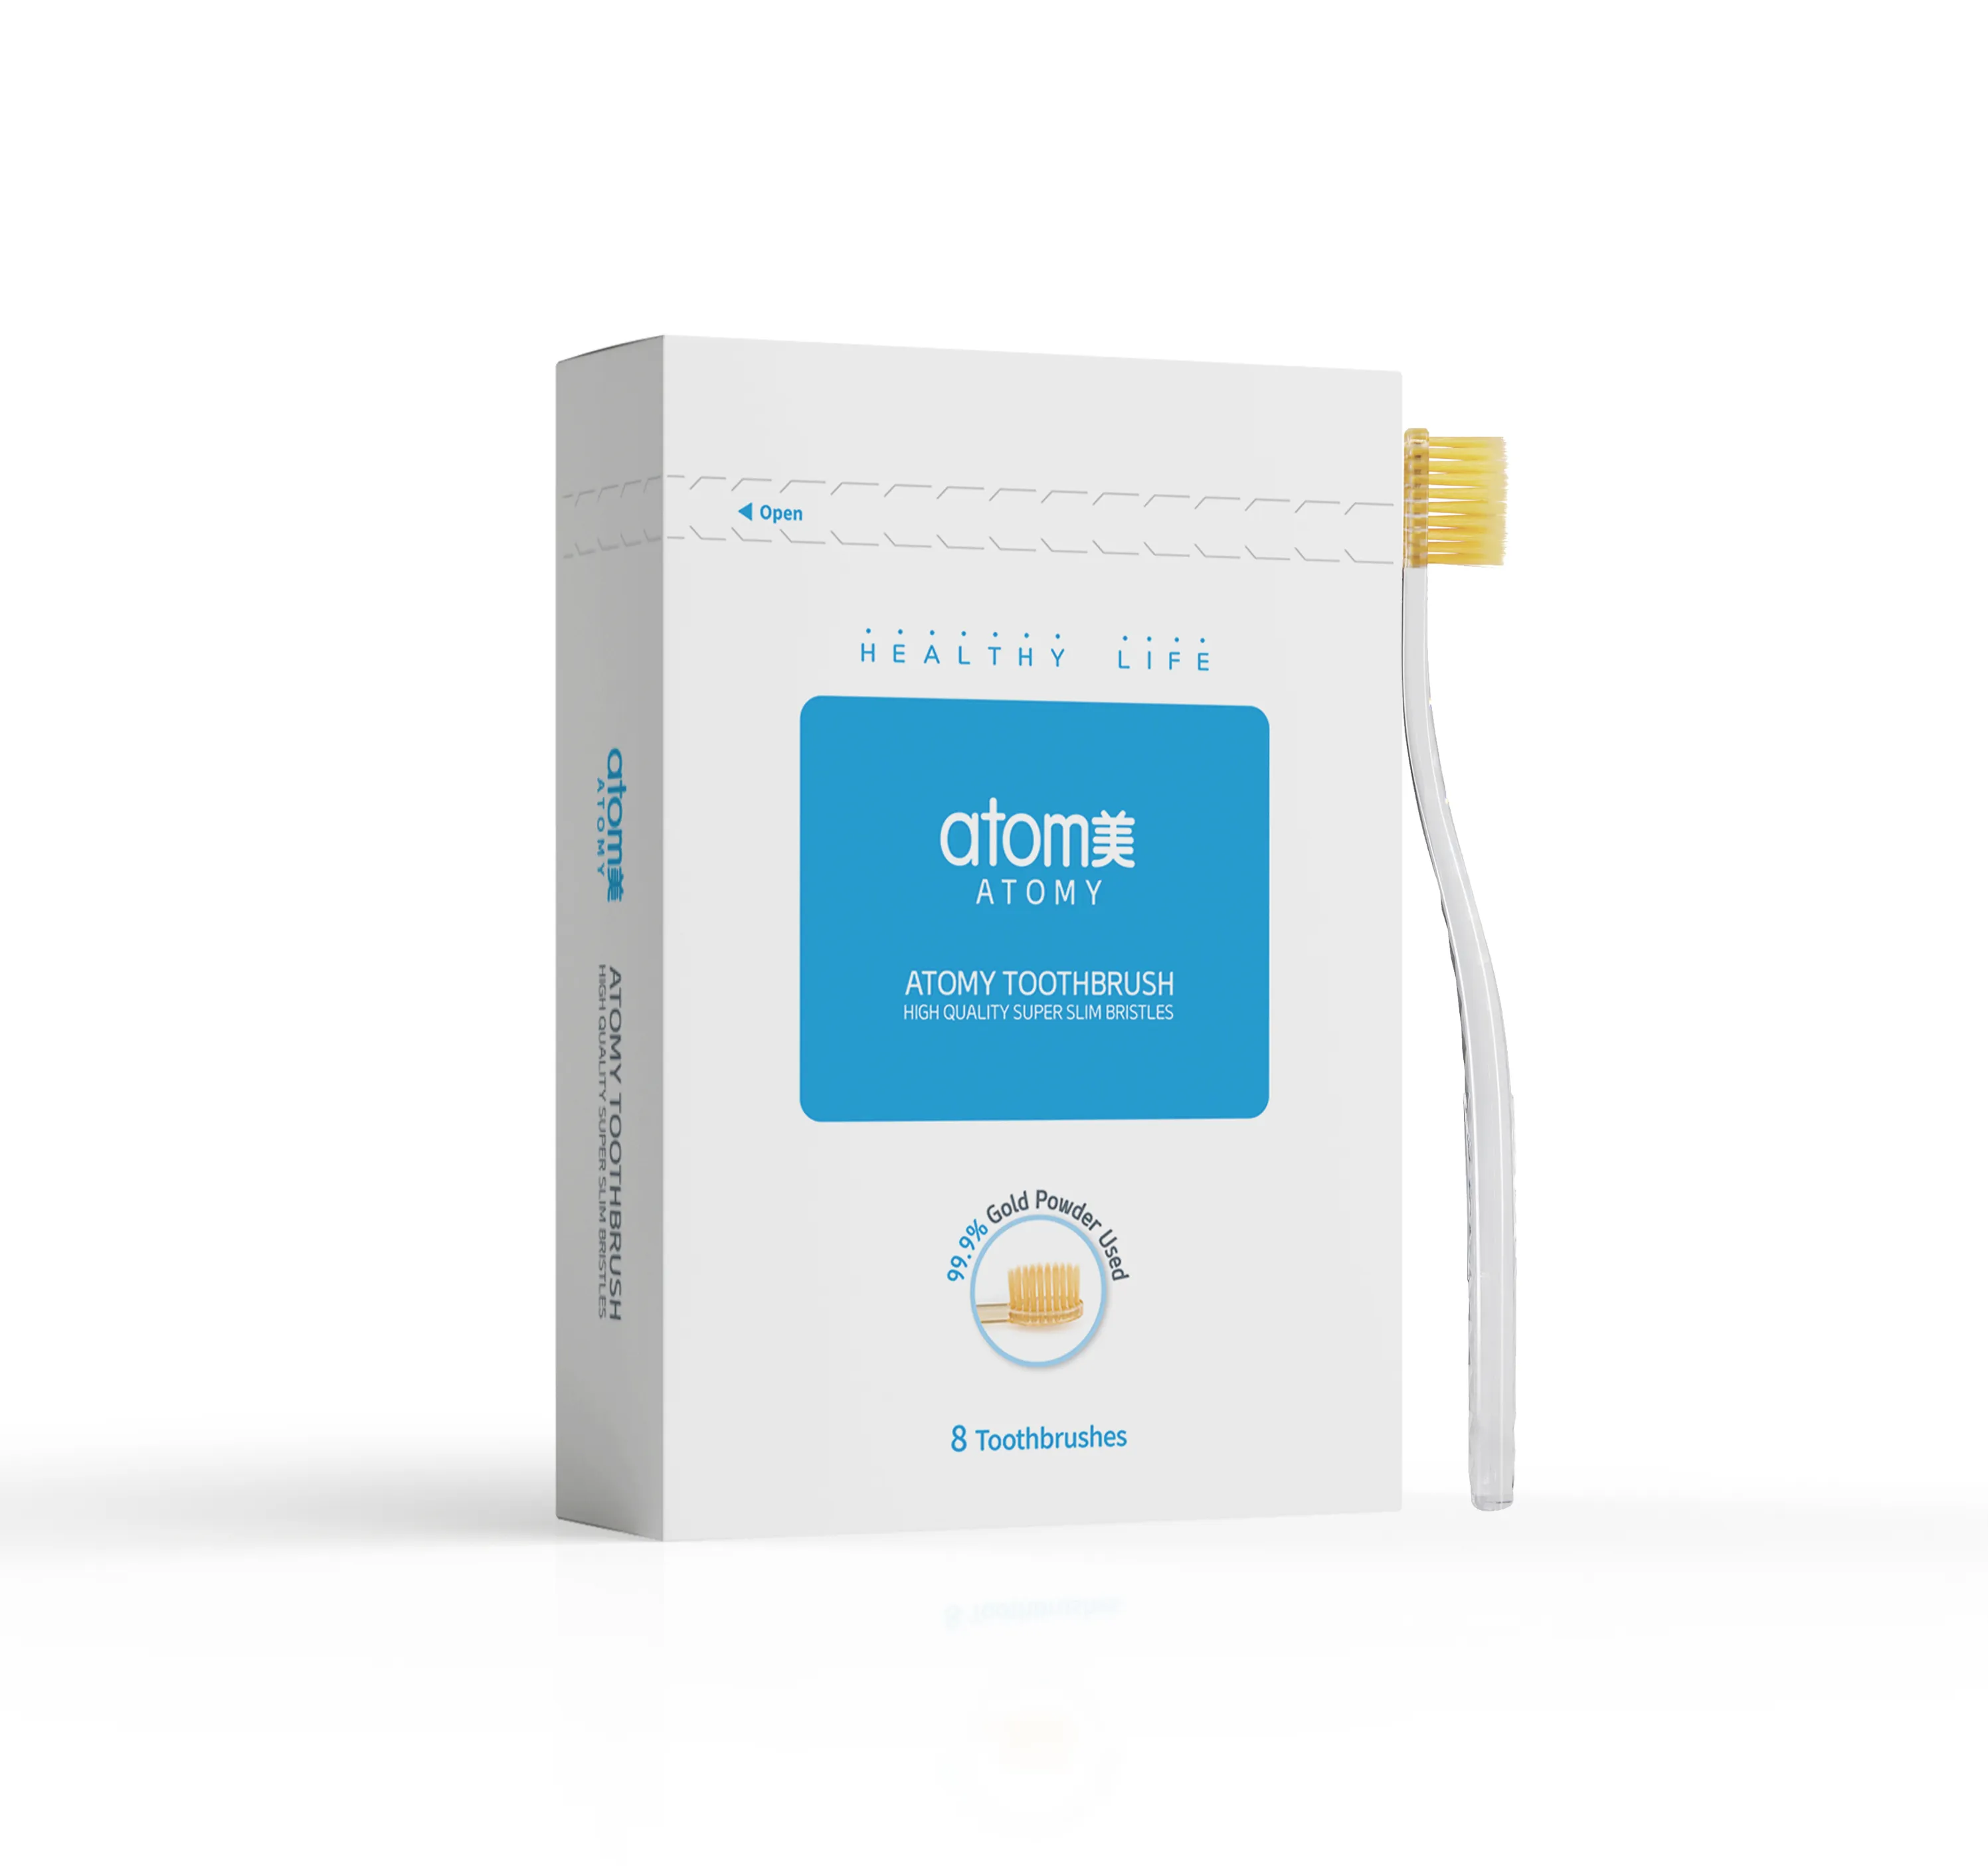 ◀ Open
HEALTHY LIFE
atom美
ATOMY
ATOMY TOOTHBRUSH
HIGH QUALITY SUPER SLIM BRISTLES
99.9% Gold Powder Used
8 Toothbrushes
atom美
ATOMY
ATOMY TOOTHBRUSH
HIGH QUALITY SUPER SLIM BRISTLES